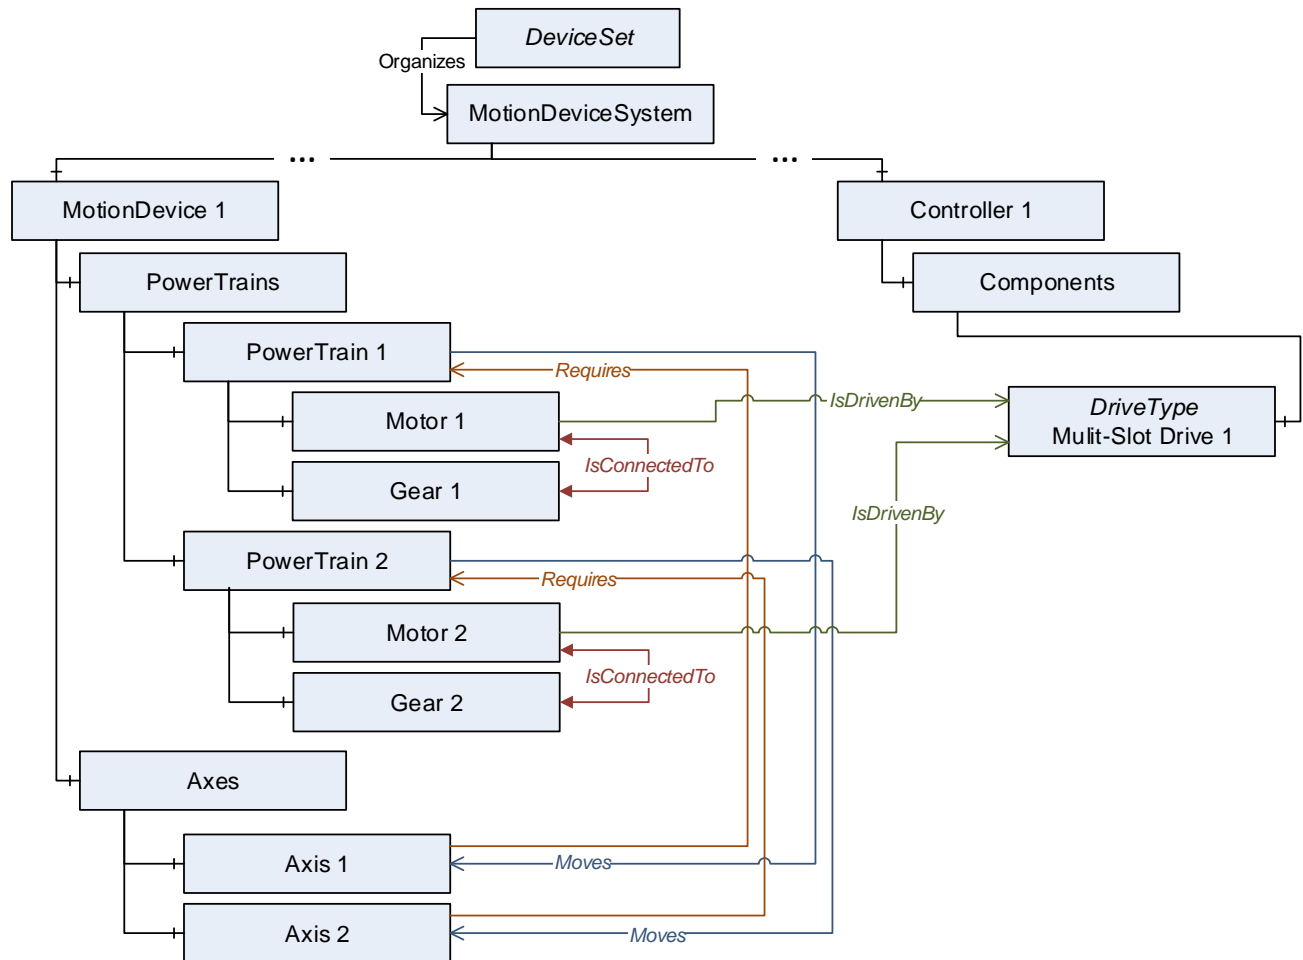 DeviceSet
Organizes
MotionDeviceSystem
...
...
MotionDevice 1
Controller 1
PowerTrains
Components
PowerTrain 1
Requires
Motor 1
IsDrivenBy
DriveType
Mulit-Slot Drive 1
IsConnectedTo
Gear 1
IsDrivenBy
PowerTrain 2
Requires
Motor 2
IsConnectedTo
Gear 2
Axes
Axis 1
Moves
Axis 2
Moves